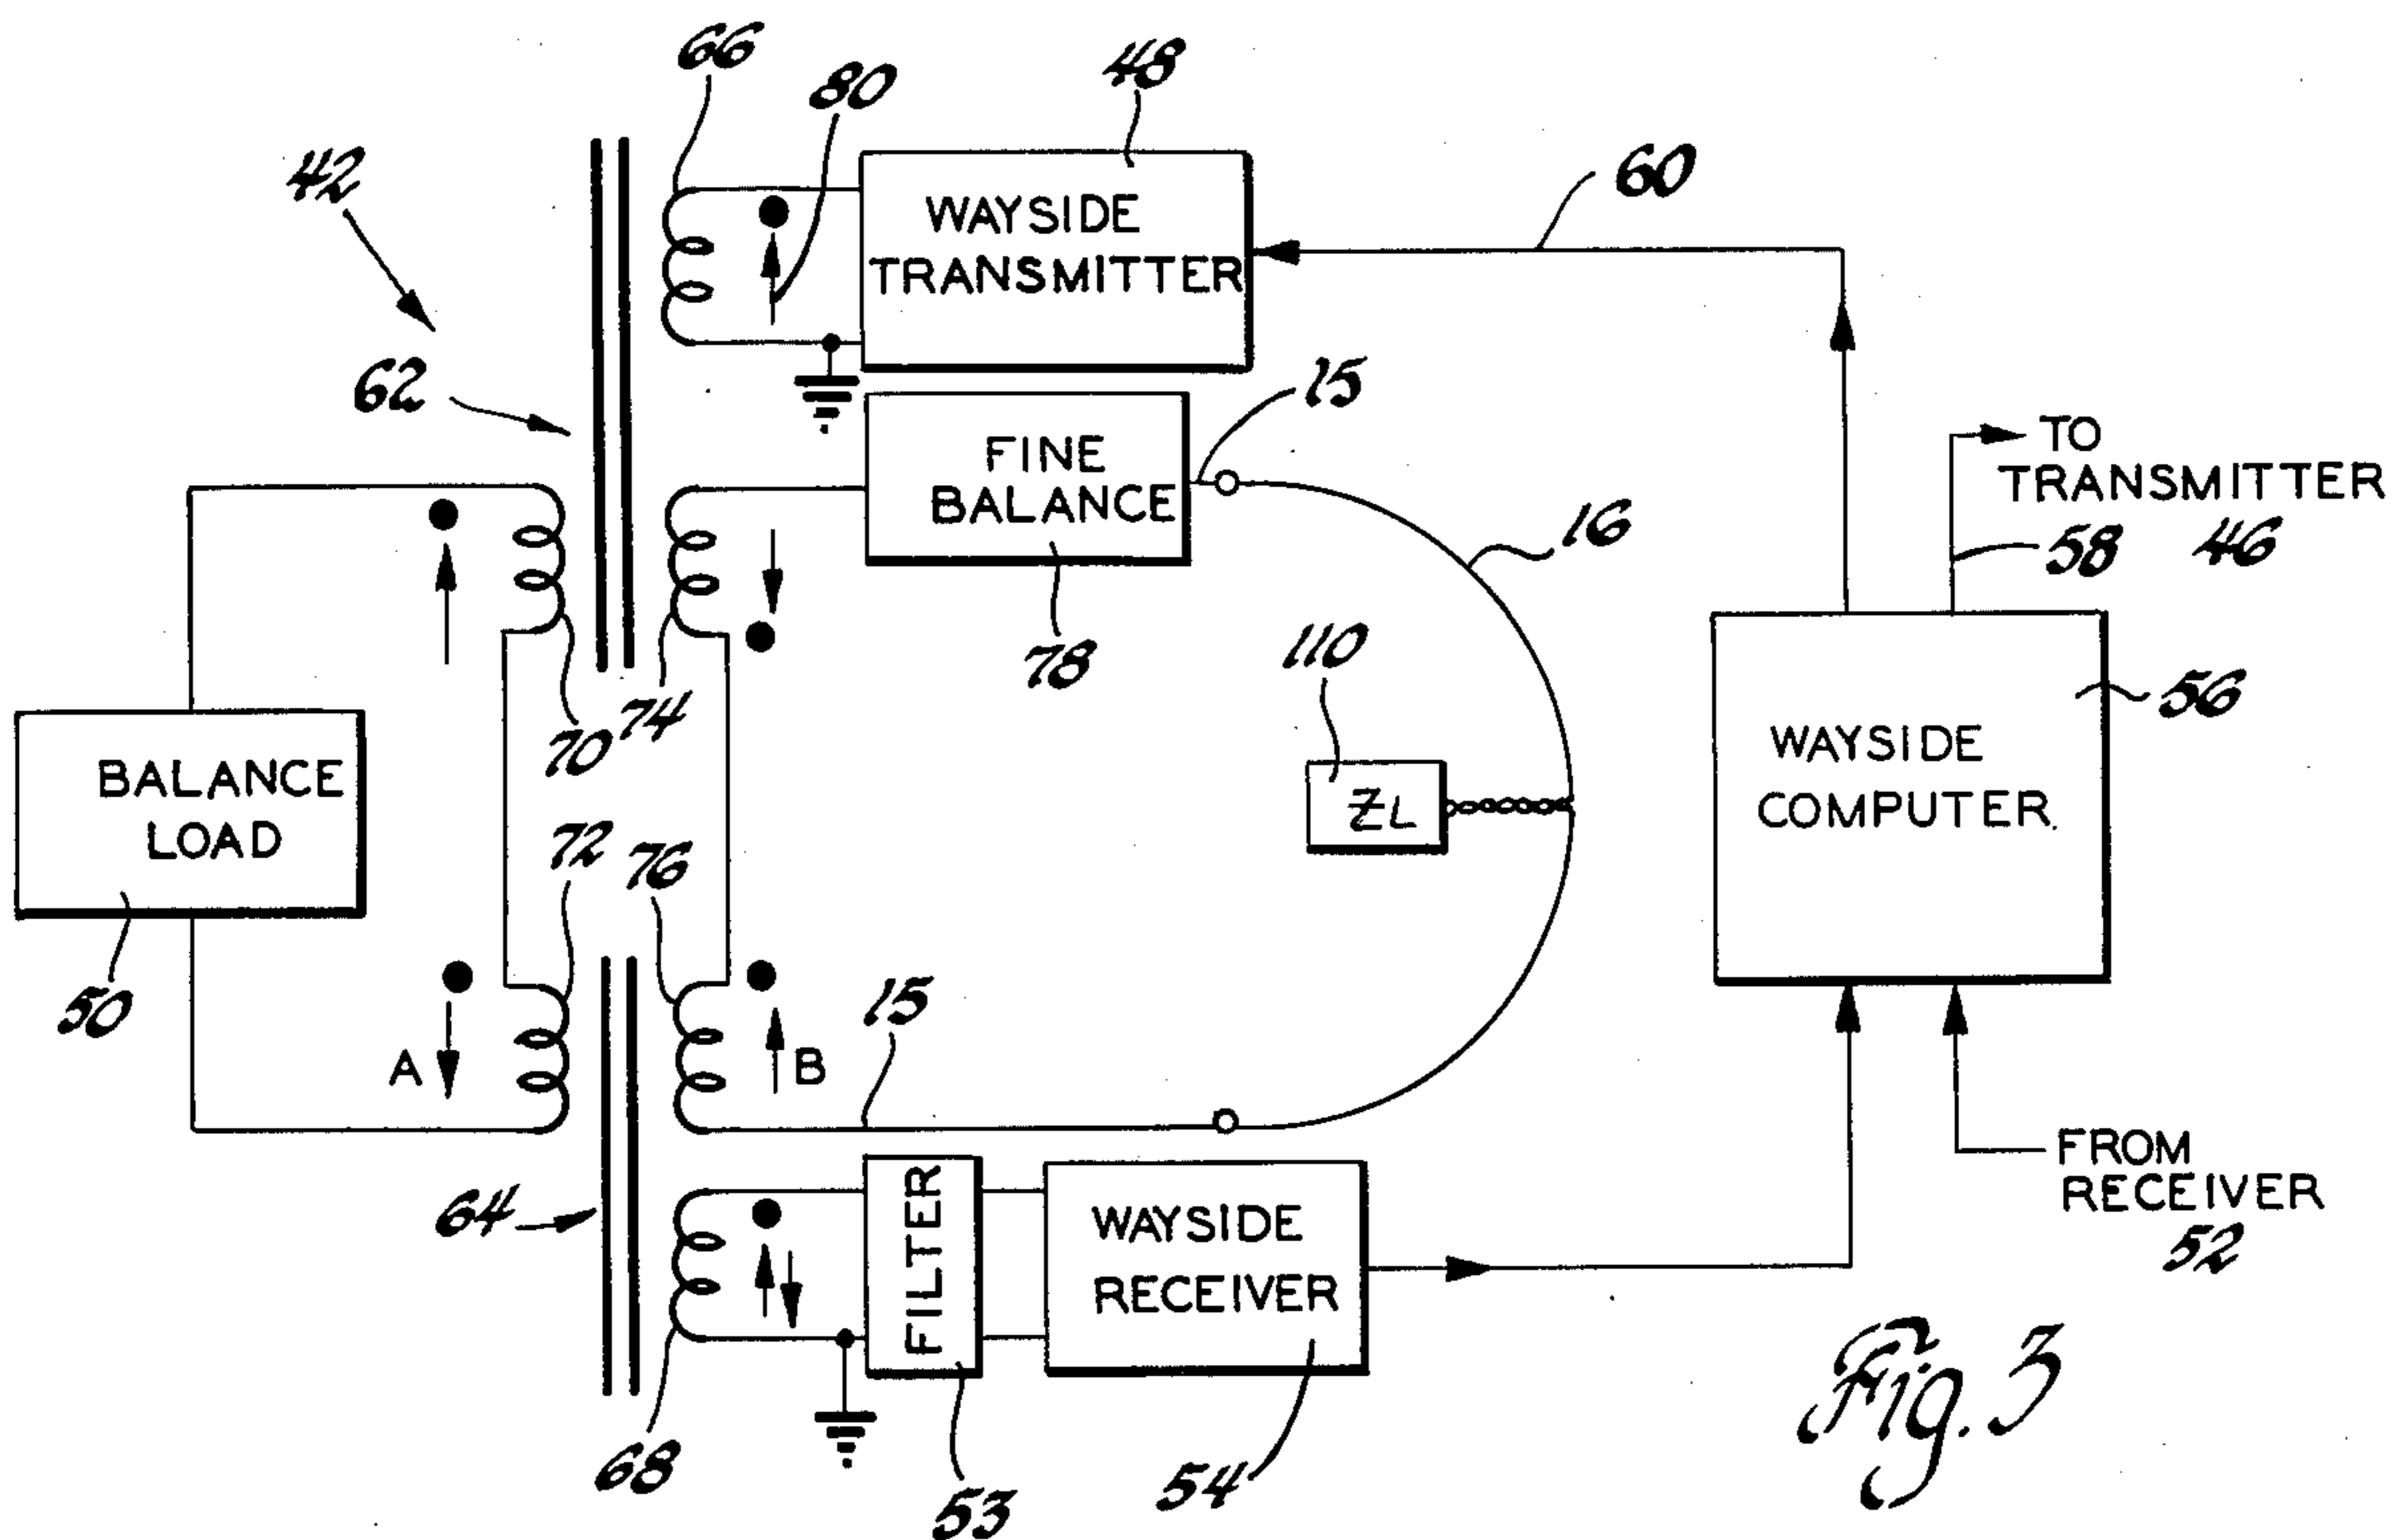 66
80
48
42
WAYSIDE
TRANSMITTER
60
62
15
FINE
BALANCE
16
TO
TRANSMITTER
58
46
78
110
74
70
56
BALANCE
LOAD
ZL
WAYSIDE
COMPUTER
72
76
50
15
A
B
64
FILTER
WAYSIDE
RECEIVER
FROM
RECEIVER
52
68
53
54
Fig. 3